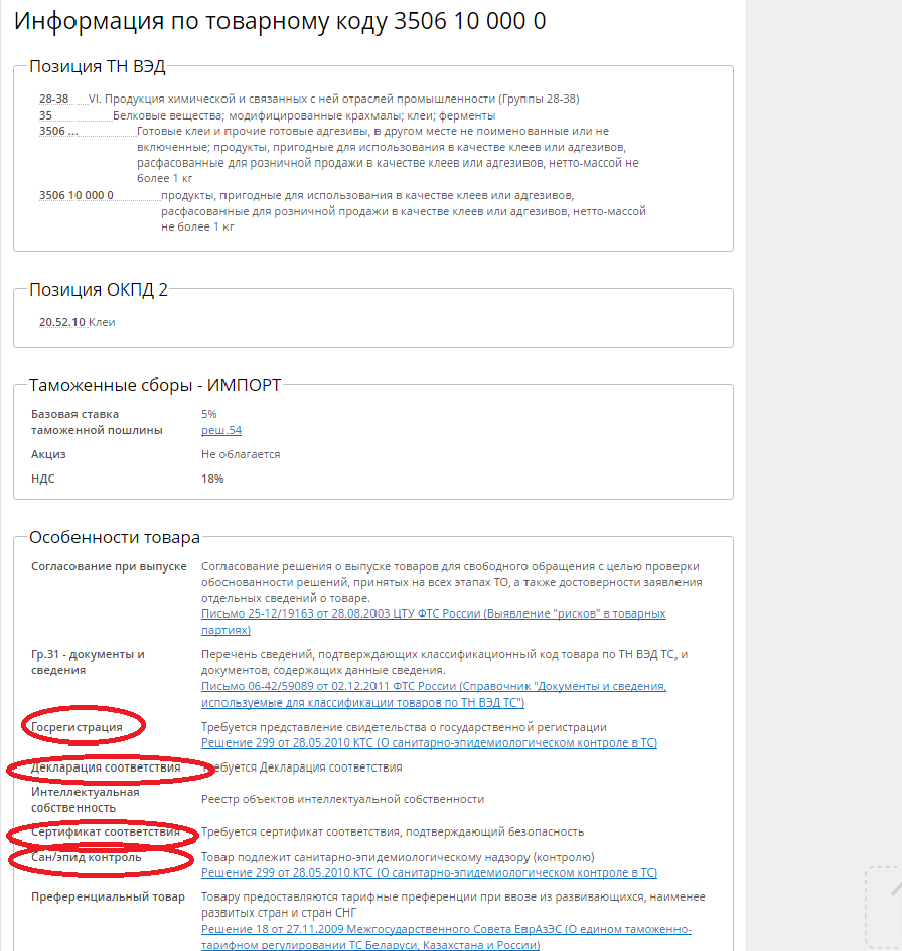 Информация по товарному коду 3506 10 000 0
Позиция ТН ВЭД
28-38 VI. Продукция химической и связанных с ней отраслей промышленности (Группы 28-38)
35 Белковые вещества; модифицированные крахмалы; клеи; ферменты
3506 ... Готовые клеи и прочие готовые адгезивы, в другом месте не поименованные или не
включенные; продукты, пригодные для использования в качестве клеев или адгезивов,
расфасованные для розничной продажи в качестве клеев или адгезивов, нетто-массой не
более 1 кг
3506 10 000 0 продукты, пригодные для использования в качестве клеев или адгезивов,
расфасованные для розничной продажи в качестве клеев или адгезивов, нетто-массой
не более 1 кг
Позиция ОКПД 2
20.52.10 Клеи
Таможенные сборы - ИМПОРТ
Базовая ставка 5%
таможенной пошлины реш.54
Акциз Не облагается
НДС 18%
Особенности товара
Согласование при выпуске Согласование решения о выпуске товаров для свободного обращения с целью проверки
обоснованности решений, принятых на всех этапах ТО, а также достоверности заявления
отдельных сведений о товаре.
Письмо 25-12/19163 от 28.08.2003 ЦТУ ФТС России (Выявление "рисков" в товарных
партиях)
Гр.31 - документы и Перечень сведений, подтверждающих классификационный код товара по ТН ВЭД ТС, и
сведения документов, содержащих данные сведения.
Письмо 06-42/59089 от 02.12.2011 ФТС России (Справочник "Документы и сведения,
используемые для классификации товаров по ТН ВЭД ТС")
Госрегистрация Требуется представление свидетельства о государственной регистрации
Решение 299 от 28.05.2010 КТС (О санитарно-эпидемиологическом контроле в ТС)
Декларация соответствия Требуется Декларация соответствия
Интеллектуальная
собственность Реестр объектов интеллектуальной собственности
Сертификат соответствия Требуется сертификат соответствия, подтверждающий безопасность
Сан/эпид контроль Товар подлежит санитарно-эпидемиологическому надзору (контролю)
Решение 299 от 28.05.2010 КТС (О санитарно-эпидемиологическом контроле в ТС)
Преференциальный товар Товару предоставляются тарифные преференции при ввозе из развивающихся, наименее
развитых стран и стран СНГ
Решение 18 от 27.11.2009 Межгосударственного Совета ЕврАзЭС (О едином таможенно-
тарифном регулировании ТС Беларуси, Казахстана и России)